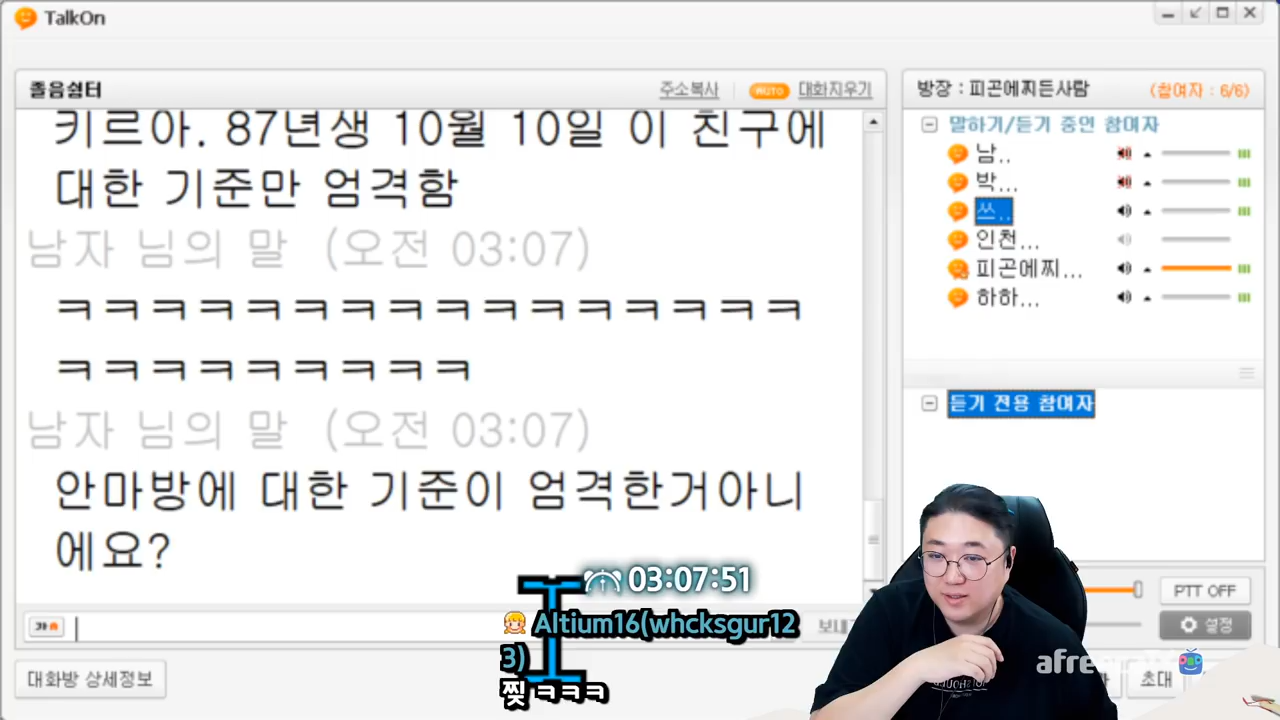 TalkOn
졸음쉼터
주소복사
AUTO
대화지우기
키르아. 87년생 10월 10일 이 친구에
대한 기준만 엄격함
남자 님의 말 (오전 03:07)
ㅋㅋㅋㅋㅋㅋㅋㅋㅋㅋㅋㅋㅋㅋㅋㅋ
ㅋㅋㅋㅋㅋㅋㅋㅋㅋ
남자 님의 말 (오전 03:07)
안마방에 대한 기준이 엄격한거아니
에요?
방장 : 피곤에찌든사람
(참여자 : 6/6)
말하기/듣기 중인 참여자
남..
박...
쓰..
인천...
피곤에찌...
하하...
듣기 전용 참여자
03:07:51
Altium16(whcksgur12
3)
찢 ㅋㅋㅋ
가
보내
PTT OFF
설정
대화방 상세정보
초대